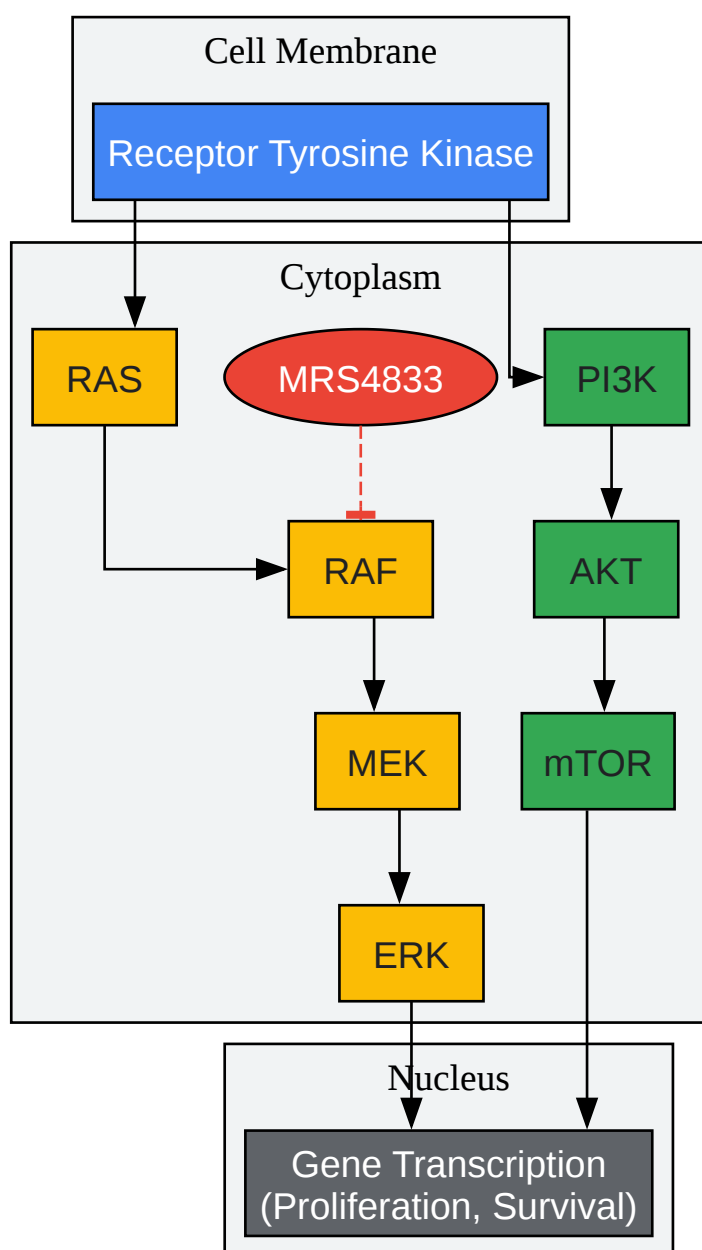 Cell Membrane
Receptor Tyrosine Kinase
Cytoplasm
RAS
MRS4833
PI3K
RAF
AKT
MEK
mTOR
ERK
Nucleus
Gene Transcription
(Proliferation, Survival)